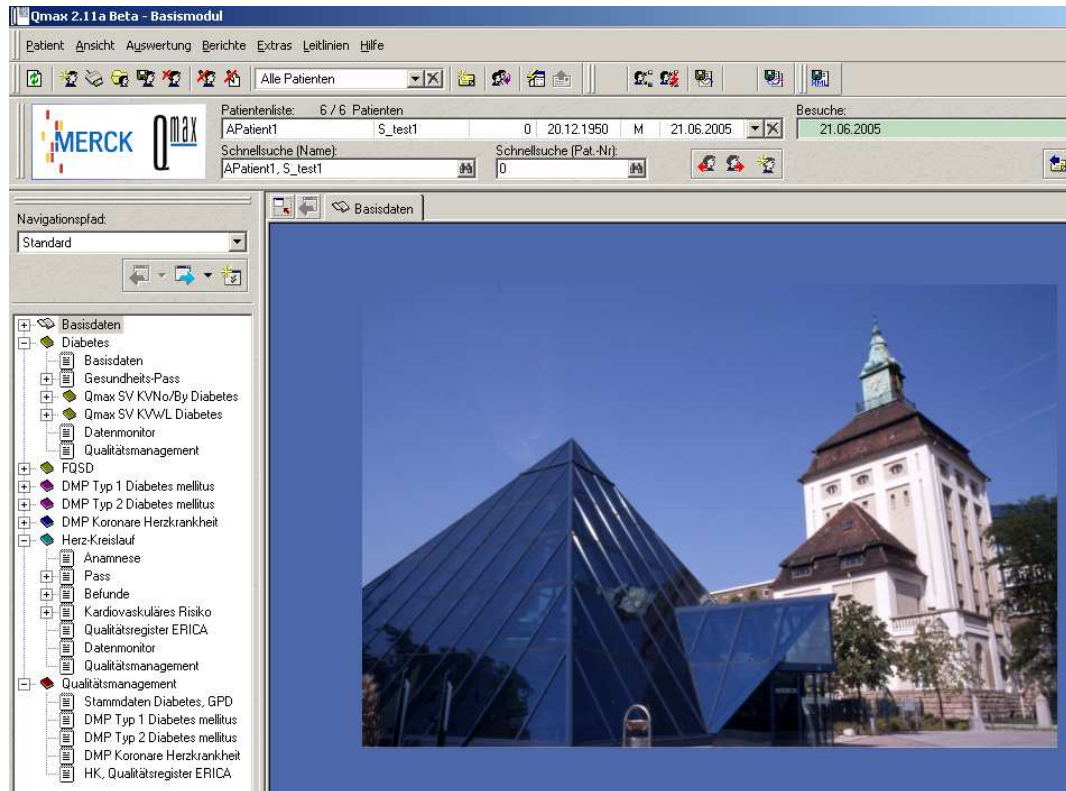 Qmax 2.11a Beta - Basismodul
Patient Ansicht Auswertung Berichte Extras Leitlinien Hilfe
Alle Patienten
XML
MERCK Qmax
Patientenliste: 6 / 6 Patienten
APatient1 S_test1 0 20.12.1950 M 21.06.2005
Schnellsuche (Name): Schnellsuche (Pat.-Nr):
APatient1, S_test1 0
Besuche:
21.06.2005
Navigationspfad:
Standard
Basisdaten
Basisdaten
Diabetes
Basisdaten
Gesundheits-Pass
Qmax SV KVNo/By Diabetes
Qmax SV KVWL Diabetes
Datenmonitor
Qualitätsmanagement
FQSD
DMP Typ 1 Diabetes mellitus
DMP Typ 2 Diabetes mellitus
DMP Koronare Herzkrankheit
Herz-Kreislauf
Anamnese
Pass
Befunde
Kardiovaskuläres Risiko
Qualitätsregister ERICA
Datenmonitor
Qualitätsmanagement
Qualitätsmanagement
Stammdaten Diabetes, GPD
DMP Typ 1 Diabetes mellitus
DMP Typ 2 Diabetes mellitus
DMP Koronare Herzkrankheit
HK, Qualitätsregister ERICA